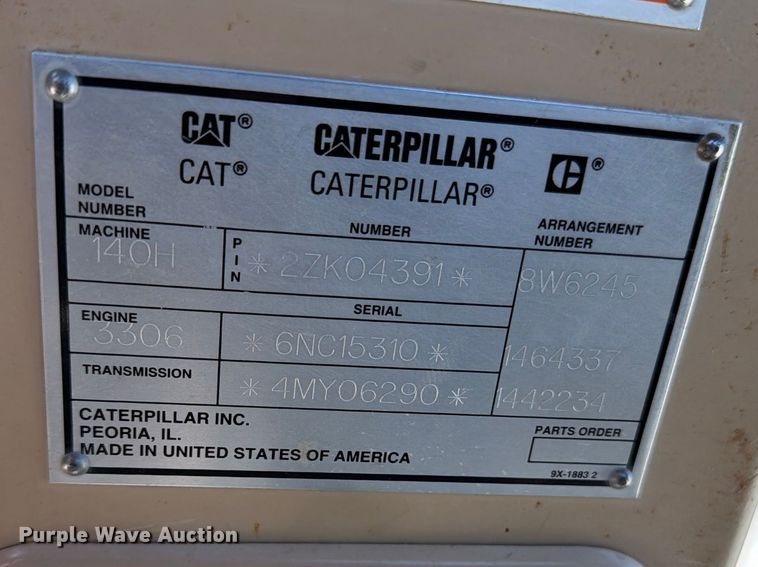 CAT® CATERPILLAR® C®
CAT® CATERPILLAR®
MODEL NUMBER NUMBER ARRANGEMENT NUMBER
MACHINE 140H PIN *2ZK04391* 8W6245
SERIAL
ENGINE 3306 *6NC15310* 1464337
TRANSMISSION *4MY06290* 1442234
CATERPILLAR INC.
PEORIA, IL.
MADE IN UNITED STATES OF AMERICA
PARTS ORDER
9X-1883 2
Purple Wave Auction